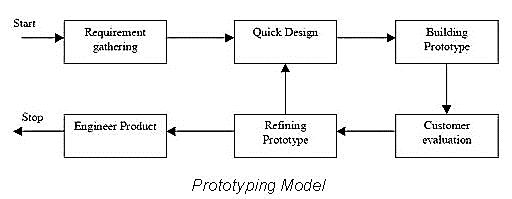 Start
Requirement
gathering
Quick Design
Building
Prototype
Stop
Engineer Product
Refining
Prototype
Customer
evaluation
Prototyping Model